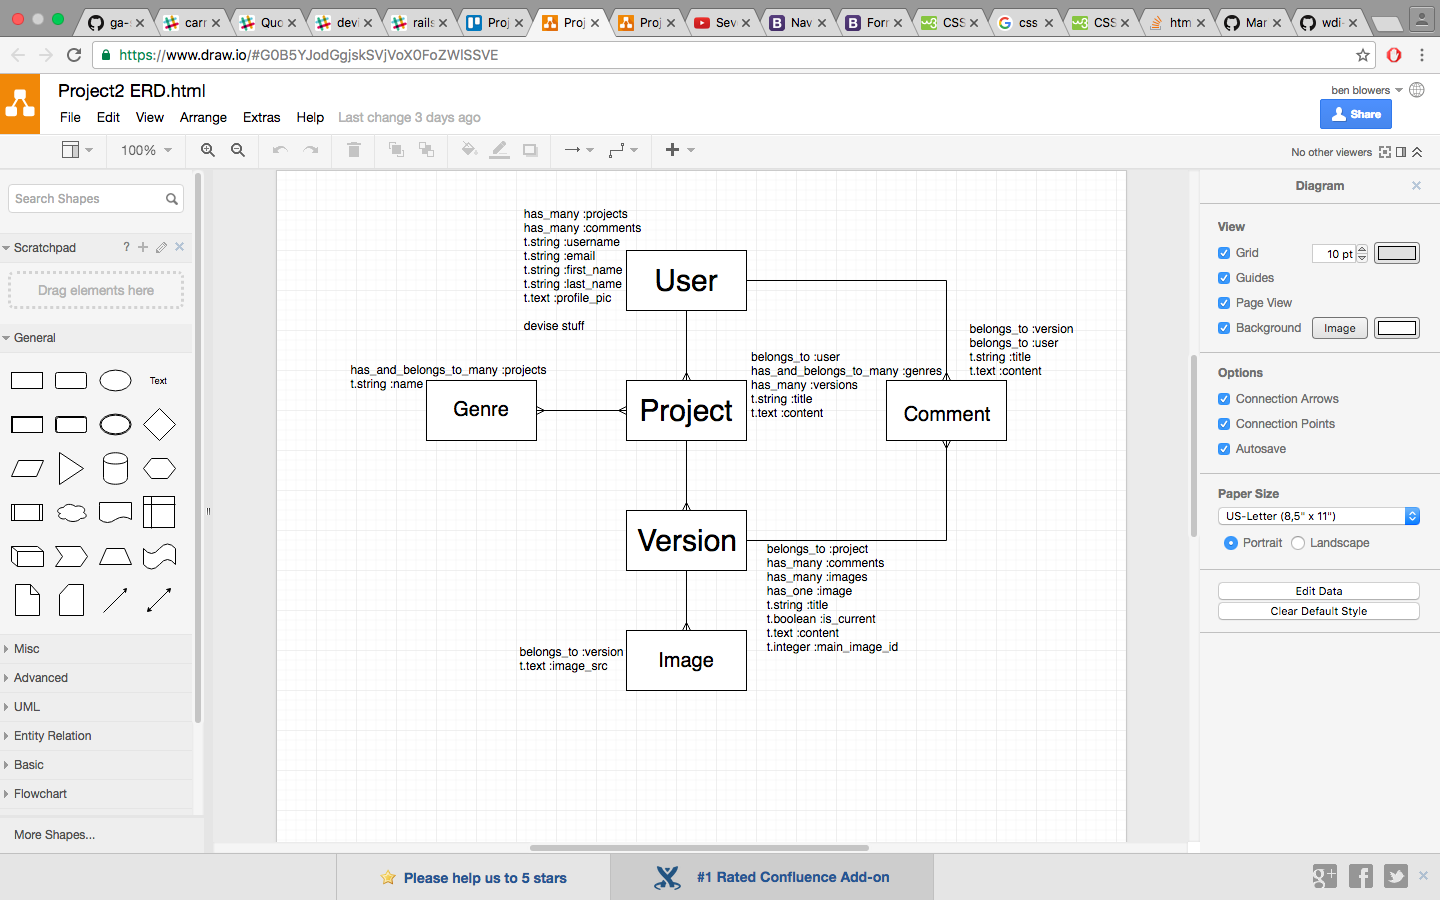 ga-
carr
Quo
devi
rails
Proj
Proj
Proj
Sev
Nav
Forr
CSS
css
CSS
htm
Mar
wdi-
https://www.draw.io/#G0B5YJodGgjskSVjVoX0FoZWlSSVE
Project2 ERD.html
ben blowers
File Edit View Arrange Extras Help Last change 3 days ago
Share
100%
No other viewers
Search Shapes
Scratchpad ?
Drag elements here
General
Text
Misc
Advanced
UML
Entity Relation
Basic
Flowchart
More Shapes...
has_many :projects
has_many :comments
t.string :username
t.string :email
t.string :first_name
t.string :last_name
t.text :profile_pic
devise stuff
User
has_and_belongs_to_many :projects
t.string :name
Genre
Project
belongs_to :user
has_and_belongs_to_many :genres
has_many :versions
t.string :title
t.text :content
belongs_to :version
belongs_to :user
t.string :title
t.text :content
Comment
Version
belongs_to :project
has_many :comments
has_many :images
has_one :image
t.string :title
t.boolean :is_current
t.text :content
t.integer :main_image_id
belongs_to :version
t.text :image_src
Image
Diagram
View
Grid 10 pt
Guides
Page View
Background Image
Options
Connection Arrows
Connection Points
Autosave
Paper Size
US-Letter (8,5" x 11")
Portrait Landscape
Edit Data
Clear Default Style
Please help us to 5 stars
#1 Rated Confluence Add-on